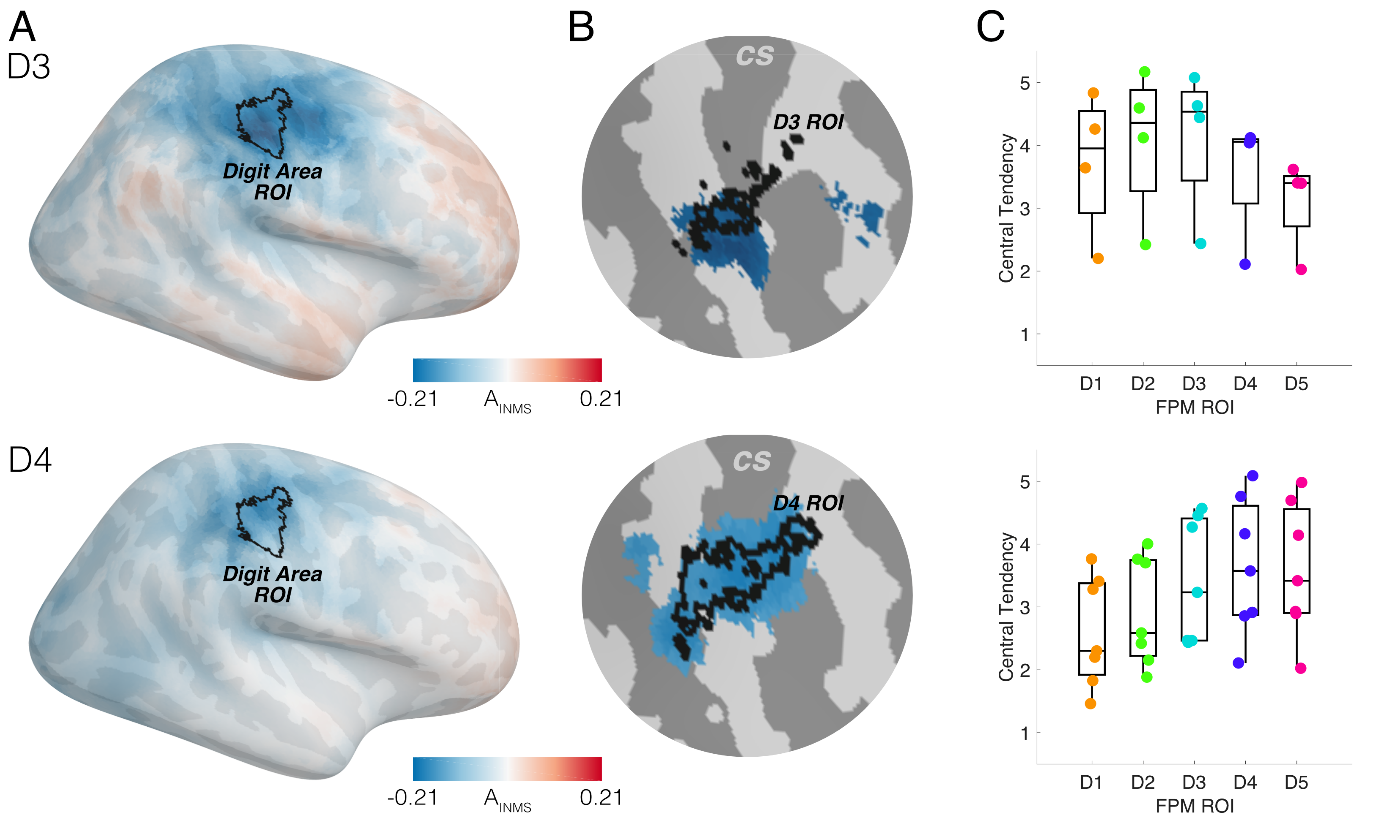 A
D3
Digit Area
ROI
-0.21 A_INMS 0.21
B
cs
D3 ROI
C
5
4
3
2
1
Central Tendency
D1 D2 D3 D4 D5
FPM ROI
D4
Digit Area
ROI
-0.21 A_INMS 0.21
cs
D4 ROI
5
4
3
2
1
Central Tendency
D1 D2 D3 D4 D5
FPM ROI